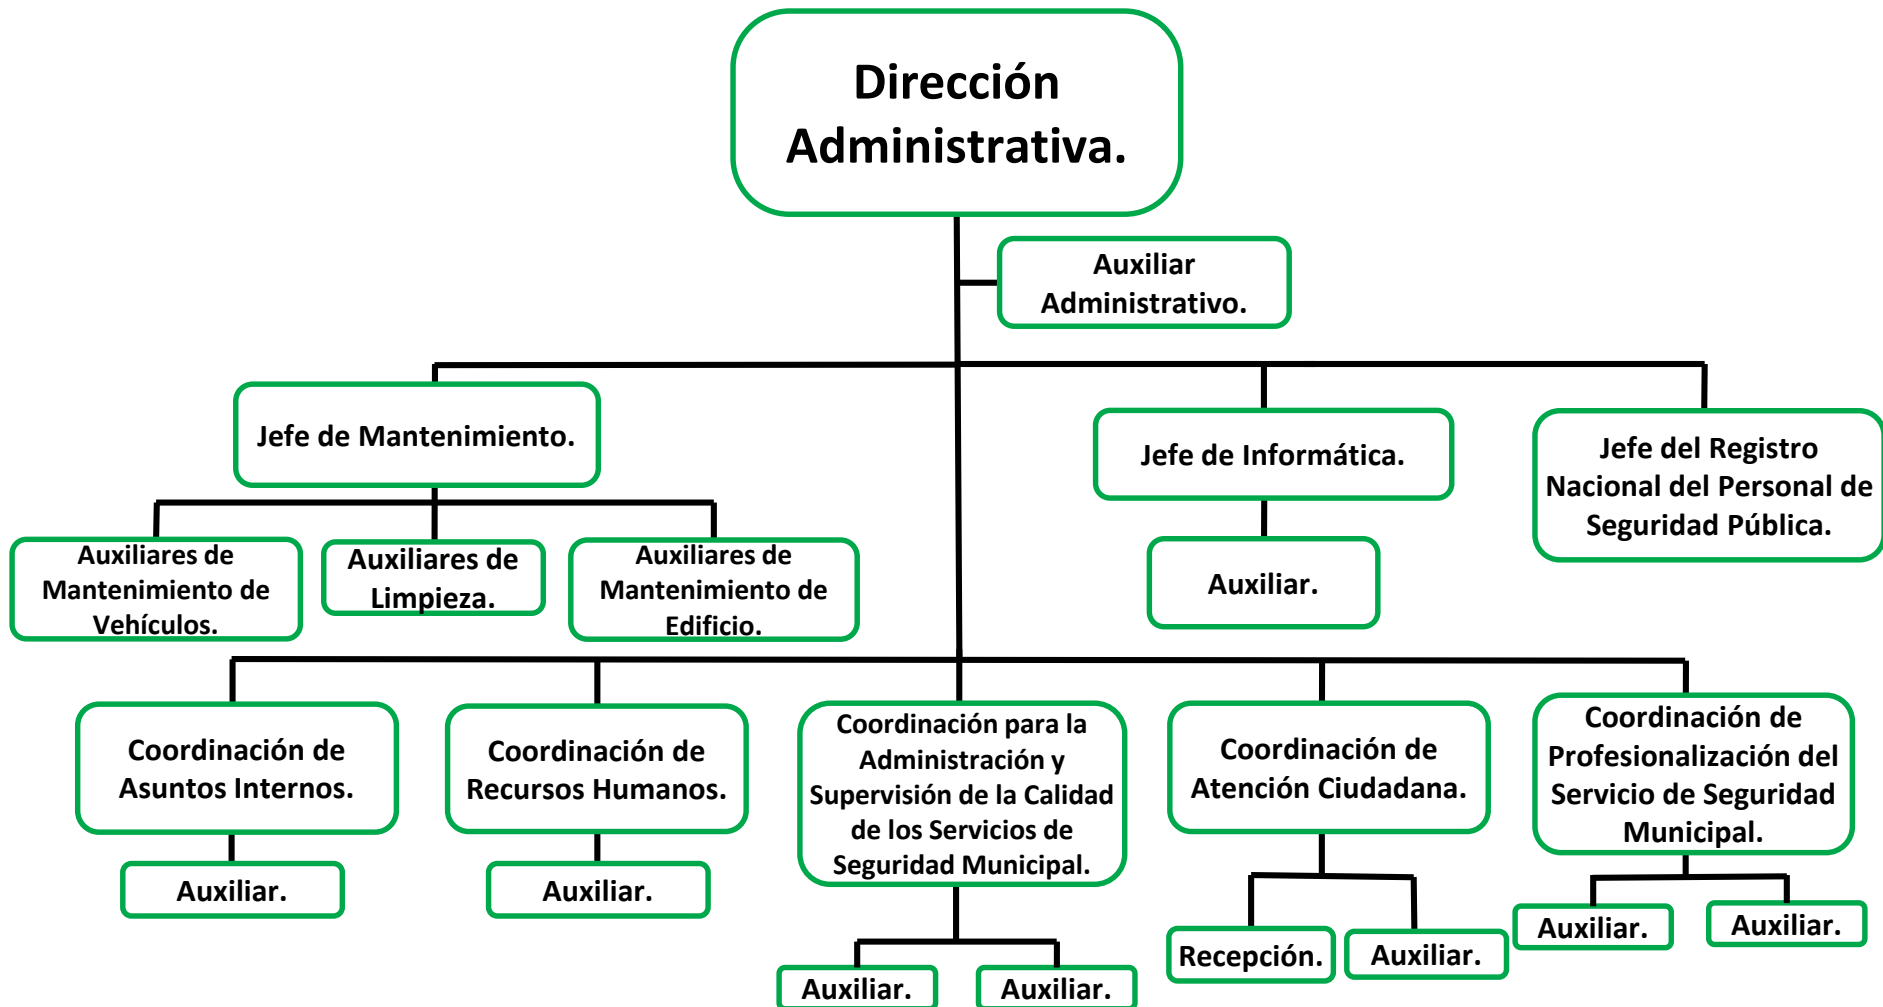 Dirección
Administrativa.
Auxiliar
Administrativo.
Jefe de Mantenimiento.
Jefe de Informática.
Jefe del Registro
Nacional del Personal de
Seguridad Pública.
Auxiliares de
Mantenimiento de
Vehículos.
Auxiliares de
Limpieza.
Auxiliares de
Mantenimiento de
Edificio.
Auxiliar.
Coordinación de
Asuntos Internos.
Coordinación de
Recursos Humanos.
Coordinación para la
Administración y
Supervisión de la Calidad
de los Servicios de
Seguridad Municipal.
Coordinación de
Atención Ciudadana.
Coordinación de
Profesionalización del
Servicio de Seguridad
Municipal.
Auxiliar.
Auxiliar.
Auxiliar.
Auxiliar.
Recepción.
Auxiliar.
Auxiliar.
Auxiliar.